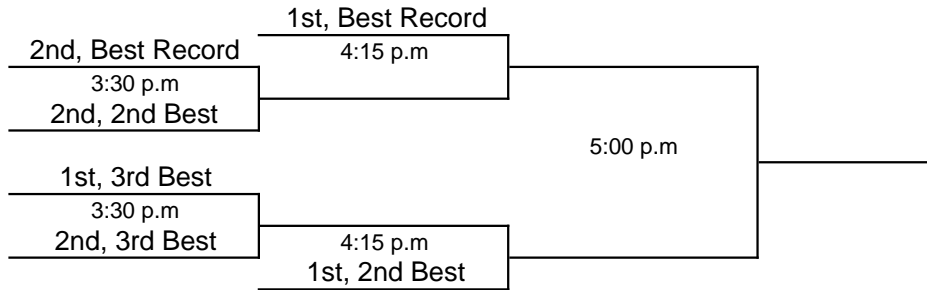 1st, Best Record
2nd, Best Record
4:15 p.m
3:30 p.m
2nd, 2nd Best
5:00 p.m
1st, 3rd Best
3:30 p.m
2nd, 3rd Best
4:15 p.m
1st, 2nd Best